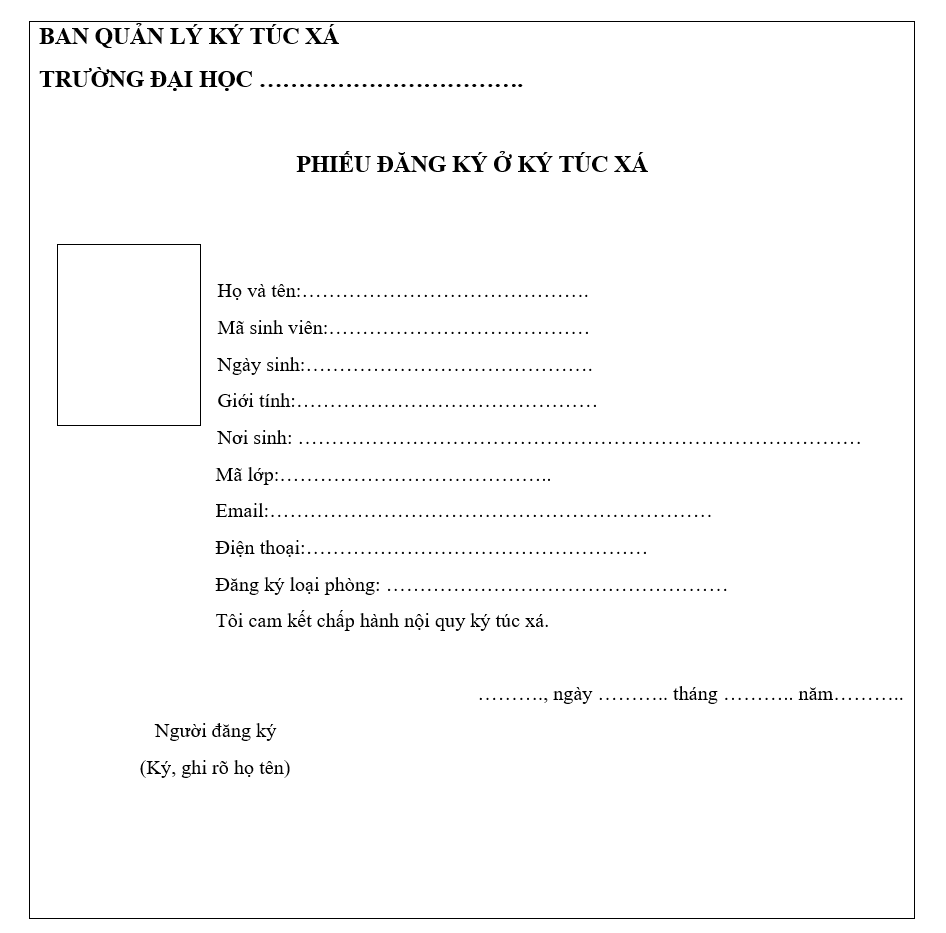 BAN QUẢN LÝ KÝ TÚC XÁ
TRƯỜNG ĐẠI HỌC …………………………….
PHIẾU ĐĂNG KÝ Ở KÝ TÚC XÁ
Họ và tên:…………………………………….
Mã sinh viên:…………………………………
Ngày sinh:…………………………………….
Giới tính:………………………………………
Nơi sinh: …………………………………………………………………………
Mã lớp:…………………………………..
Email:…………………………………………………………
Điện thoại:……………………………………………
Đăng ký loại phòng: ……………………………………………
Tôi cam kết chấp hành nội quy ký túc xá.
………., ngày ……….. tháng ……….. năm………..
Người đăng ký
(Ký, ghi rõ họ tên)